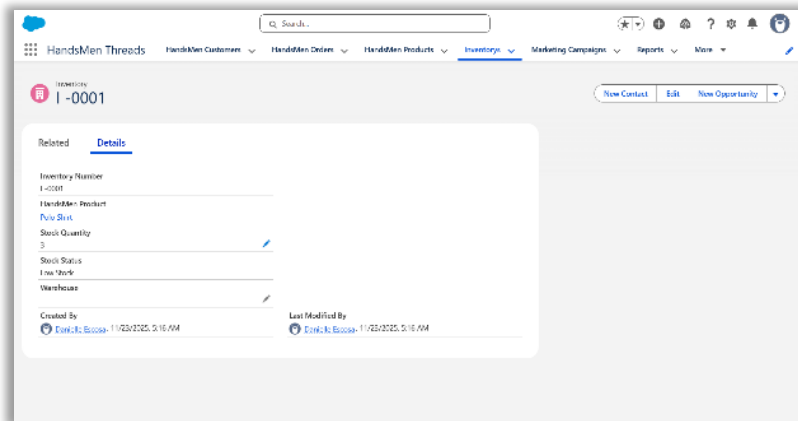 Search...
HandsMen Threads HandsMen Customers HandsMen Orders HandsMen Products Inventorys Marketing Campaigns Reports More
Inventory
I -0001
New Contact Edit New Opportunity
Related Details
Inventory Number
I -0001
HandsMen Product
Polo Shirt
Stock Quantity
3
Stock Status
Low Stock
Warehouse
Created By
Danielle Escosa, 11/23/2025, 5:16 AM
Last Modified By
Danielle Escosa, 11/23/2025, 5:16 AM